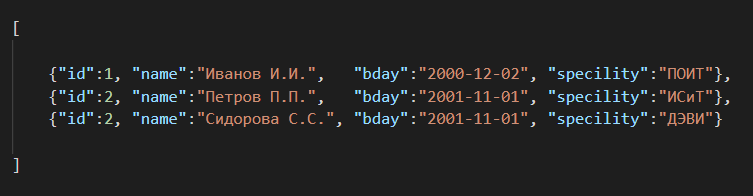 [
{"id":1, "name":"Иванов И.И.",   "bday":"2000-12-02", "specility":"ПОИТ"},
{"id":2, "name":"Петров П.П.",   "bday":"2001-11-01", "specility":"ИСиТ"},
{"id":2, "name":"Сидорова С.С.", "bday":"2001-11-01", "specility":"ДЭВИ"}
]